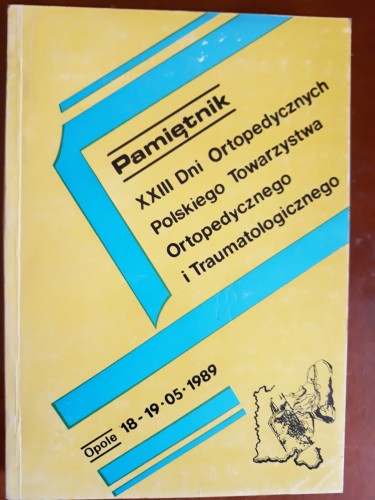 Pamiętnik
XXIII Dni Ortopedycznych
Polskiego Towarzystwa
Ortopedycznego
i Traumatologicznego
Opole 18-19·05·1989